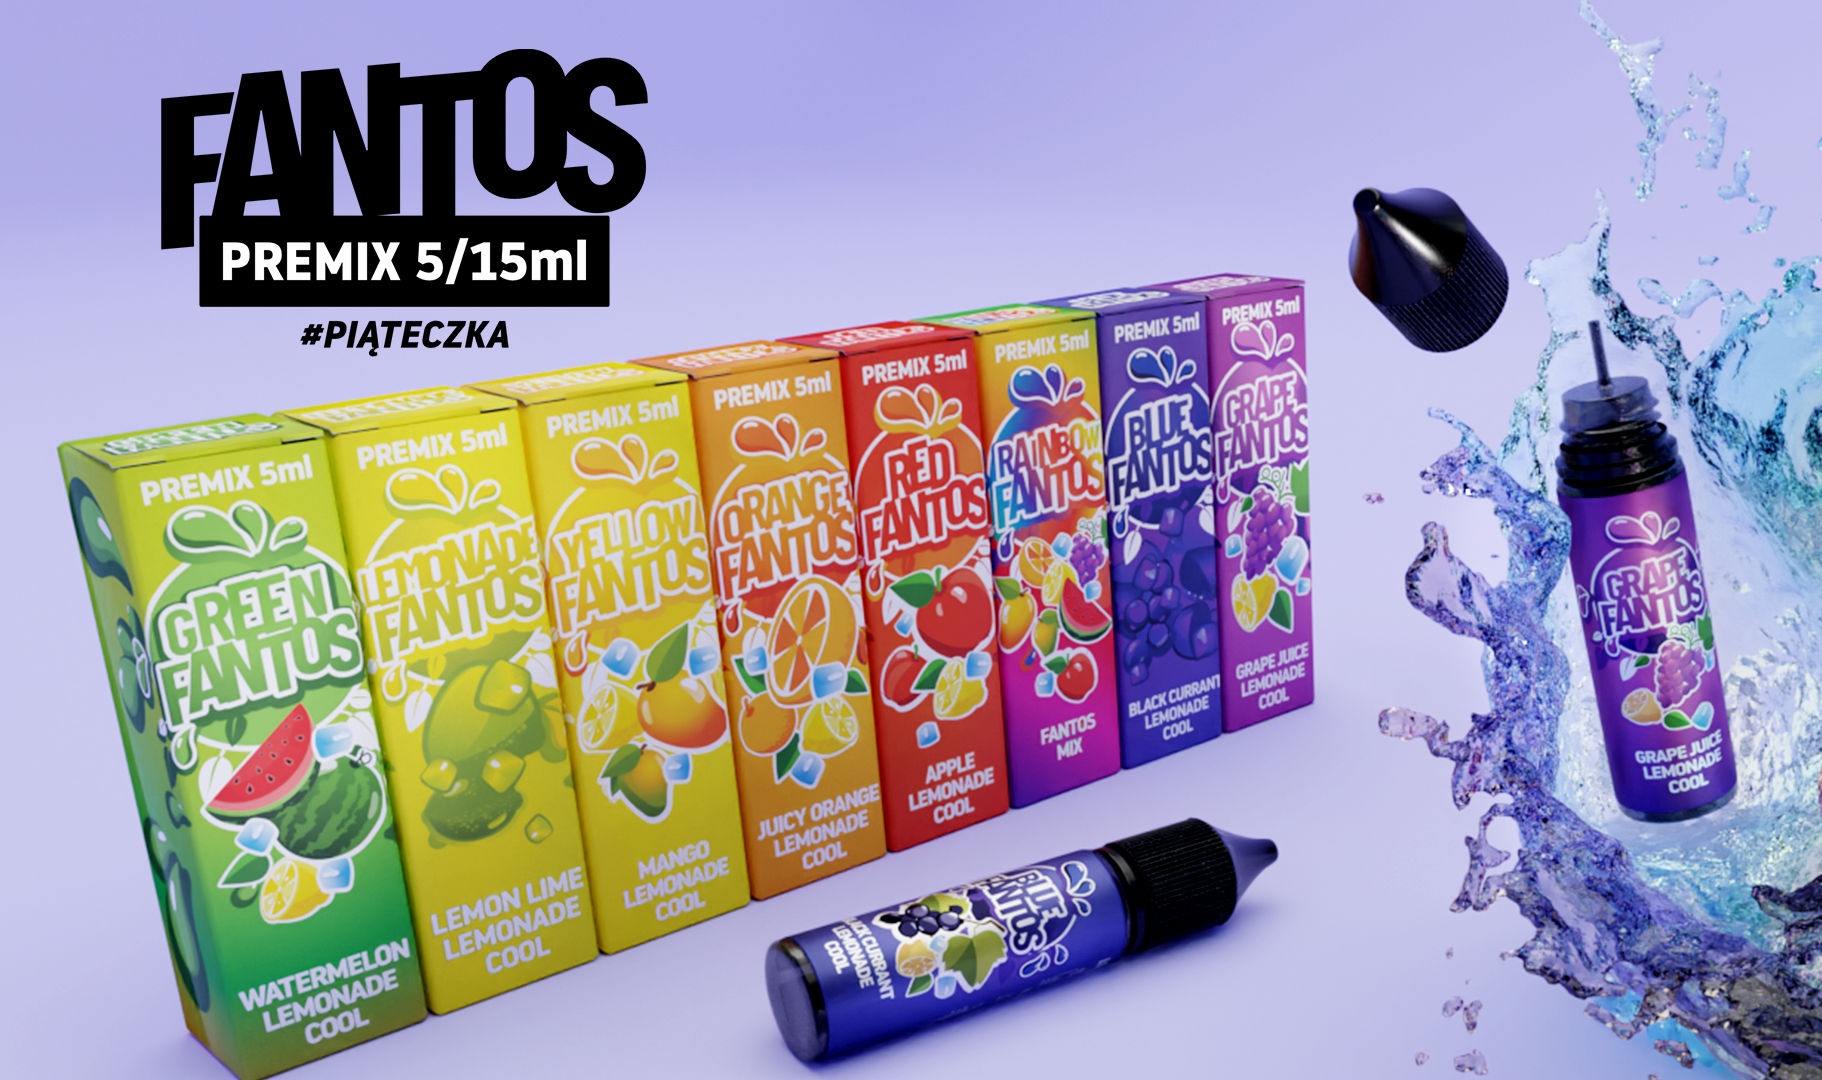 FANTOS
PREMIX 5/15ml
#PIĄTECZKA
PREMIX 5ml
GREEN
FANTOS
WATERMELON
LEMONADE
COOL
PREMIX 5ml
LEMONADE
FANTOS
LEMON LIME
LEMONADE
COOL
PREMIX 5ml
YELLOW
FANTOS
MANGO
LEMONADE
COOL
PREMIX 5ml
ORANGE
FANTOS
JUICY ORANGE
LEMONADE
COOL
PREMIX 5ml
RED
FANTOS
APPLE
LEMONADE
COOL
PREMIX 5ml
RAINBOW
FANTOS
FANTOS
MIX
PREMIX 5ml
BLUE
FANTOS
BLACK CURRANT
LEMONADE
COOL
PREMIX 5ml
GRAPE
FANTOS
GRAPE JUICE
LEMONADE
COOL
GRAPE
FANTOS
GRAPE JUICE
LEMONADE
COOL
BLUE
FANTOS
CURRANT
LEMONADE
COOL